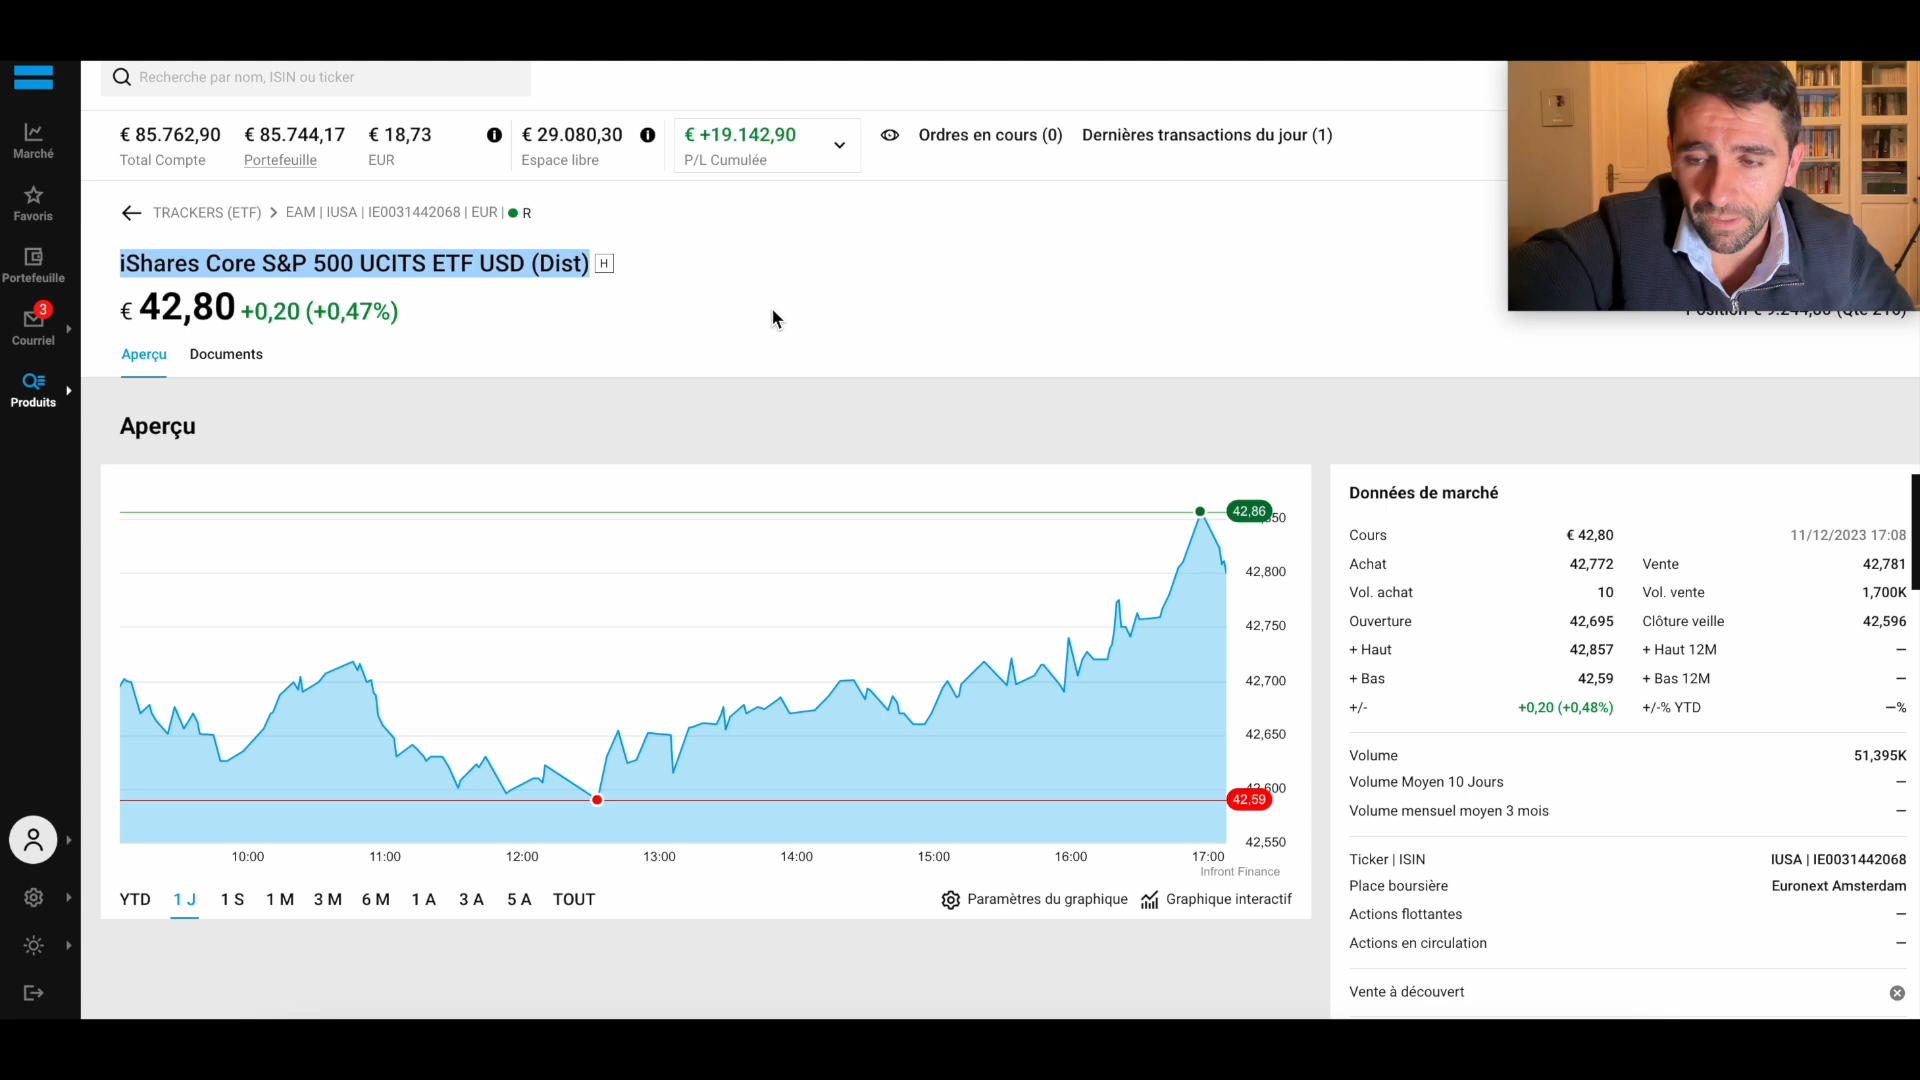 Recherche par nom, ISIN ou ticker
€ 85.762,90 € 85.744,17 € 18,73 € 29.080,30 € +19.142,90 Ordres en cours (0) Dernières transactions du jour (1)
Total Compte Portefeuille EUR Espace libre P/L Cumulée
Marché
Favoris
Portefeuille
3
Courriel
Produits
TRACKERS (ETF) EAM | IUSA | IE0031442068 | EUR | R
iShares Core S&P 500 UCITS ETF USD (Dist) H
€ 42,80 +0,20 (+0,47%)
Aperçu Documents
Aperçu
42,86
42,800
42,750
42,700
42,650
42,600
42,59
42,550
10:00 11:00 12:00 13:00 14:00 15:00 16:00 17:00
Infront Finance
YTD 1 J 1 S 1 M 3 M 6 M 1 A 3 A 5 A TOUT Paramètres du graphique Graphique interactif
Données de marché
Cours € 42,80 11/12/2023 17:08
Achat 42,772 Vente 42,781
Vol. achat 10 Vol. vente 1,700K
Ouverture 42,695 Clôture veille 42,596
+ Haut 42,857 + Haut 12M –
+ Bas 42,59 + Bas 12M –
+/- +0,20 (+0,48%) +/-% YTD –%
Volume 51,395K
Volume Moyen 10 Jours –
Volume mensuel moyen 3 mois –
Ticker | ISIN IUSA | IE0031442068
Place boursière Euronext Amsterdam
Actions flottantes –
Actions en circulation –
Vente à découvert